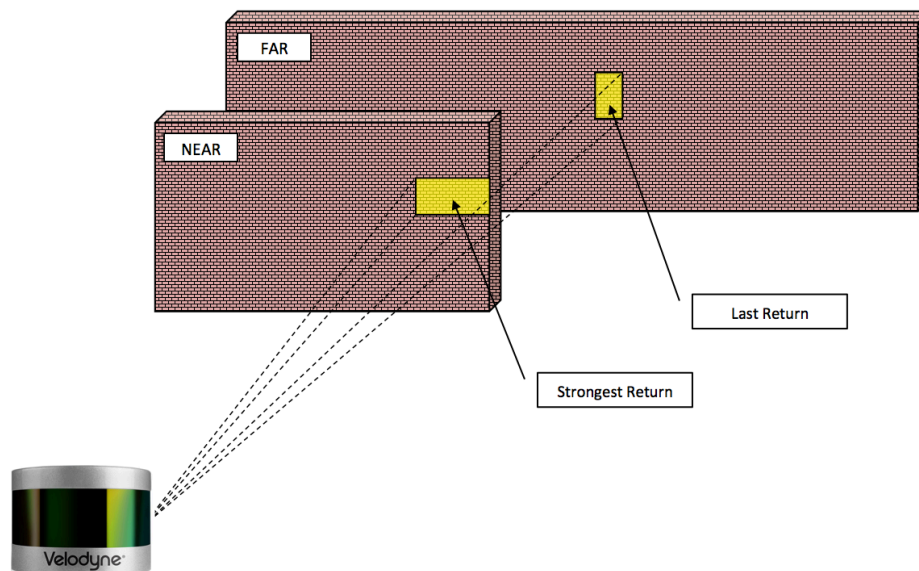 FAR
NEAR
Last Return
Strongest Return
Velodyne®